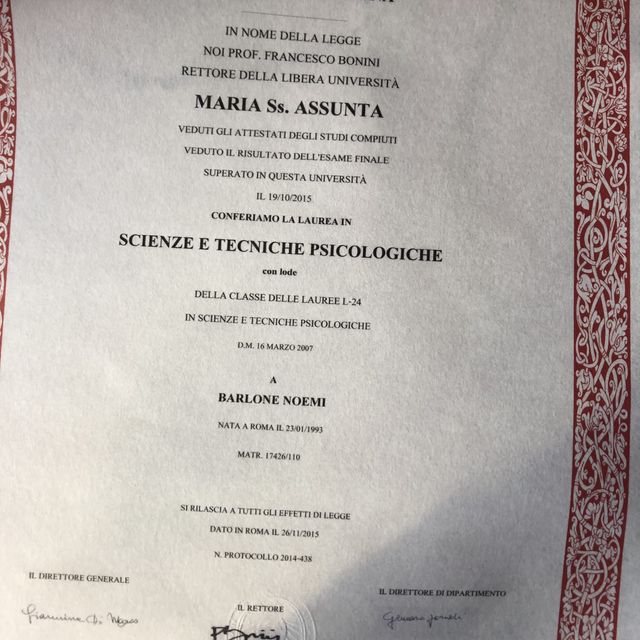 IN NOME DELLA LEGGE
NOI PROF. FRANCESCO BONINI
RETTORE DELLA LIBERA UNIVERSITÀ
MARIA Ss. ASSUNTA
VEDUTI GLI ATTESTATI DEGLI STUDI COMPIUTI
VEDUTO IL RISULTATO DELL'ESAME FINALE
SUPERATO IN QUESTA UNIVERSITÀ
IL 19/10/2015
CONFERIAMO LA LAUREA IN
SCIENZE E TECNICHE PSICOLOGICHE
con lode
DELLA CLASSE DELLE LAUREE L-24
IN SCIENZE E TECNICHE PSICOLOGICHE
D.M. 16 MARZO 2007
A
BARLONE NOEMI
NATA A ROMA IL 23/01/1993
MATR. 17426/110
SI RILASCIA A TUTTI GLI EFFETTI DI LEGGE
DATO IN ROMA IL 26/11/2015
N. PROTOCOLLO 2014-438
IL DIRETTORE GENERALE
IL RETTORE
IL DIRETTORE DI DIPARTIMENTO